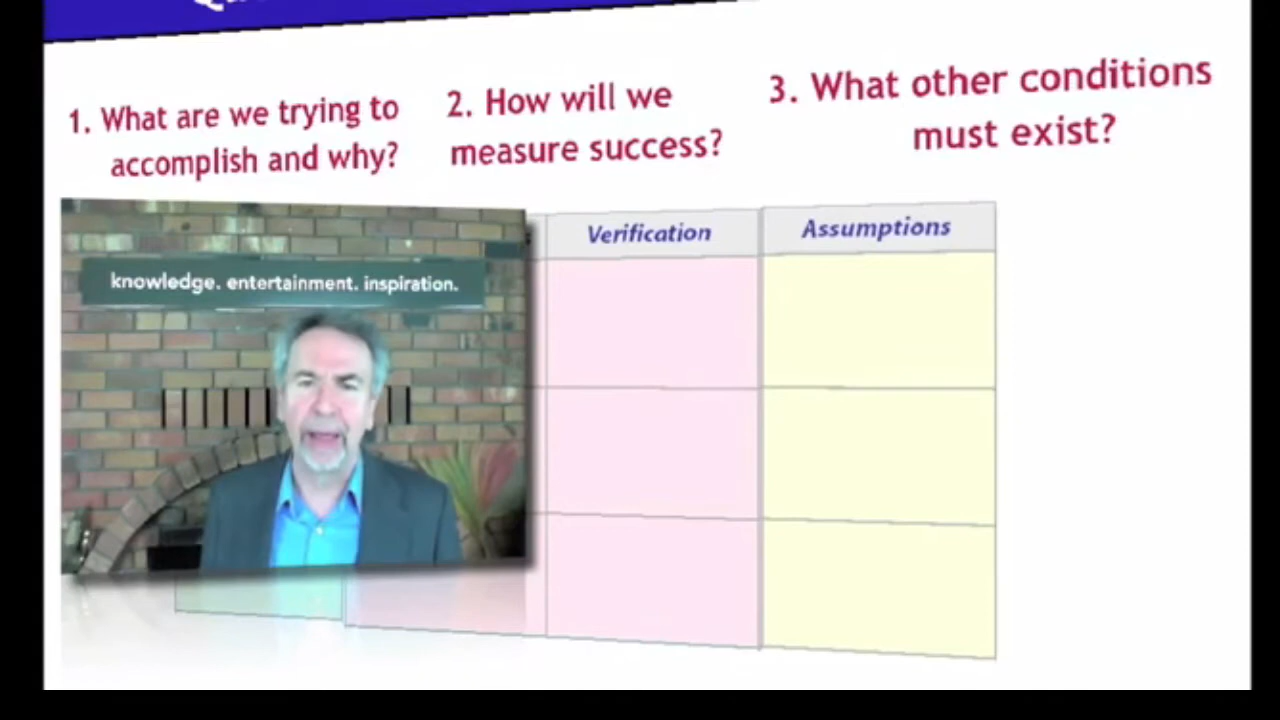 1. What are we trying to
accomplish and why?
2. How will we
measure success?
3. What other conditions
must exist?
knowledge. entertainment. inspiration.
Verification
Assumptions